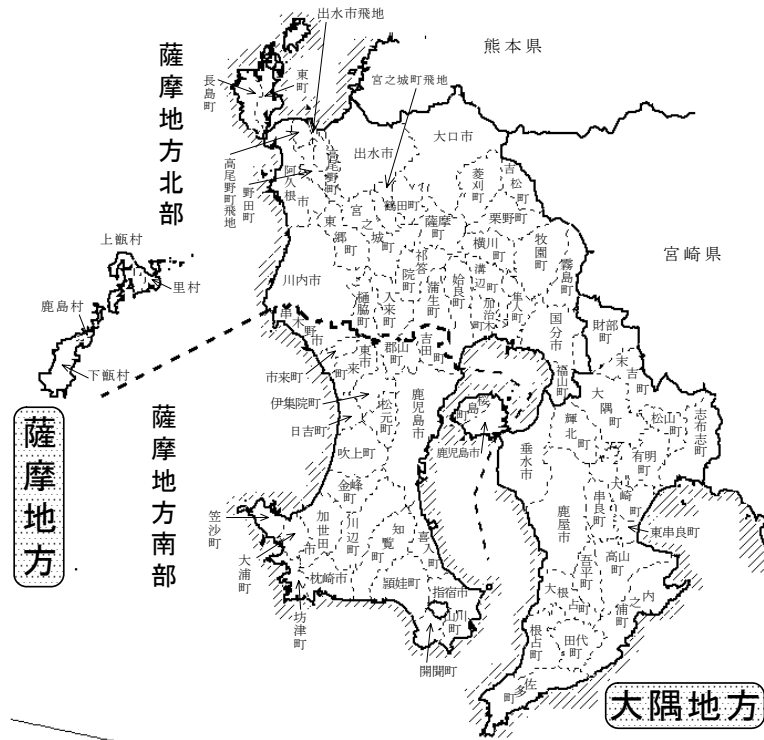 出水市飛地
熊本県
薩摩地方北部
長島町
東町
宮之城町飛地
大口市
出水市
高尾野町飛地
野田町
阿久根市
高尾野町
鶴田町
宮之城町
東郷町
薩摩町
菱刈町
吉松町
栗野町
横川町
牧園町
霧島町
宮崎県
上甑村
里村
鹿島村
下甑村
川内市
樋脇町
入来町
祁答院町
蒲生町
姶良町
溝辺町
加治木町
隼人町
国分市
福山町
財部町
末吉町
串木野市
市来町
東市来町
郡山町
吉田町
伊集院町
日吉町
松元町
鹿児島市
桜島町
鹿児島市
吹上町
金峰町
薩摩地方
薩摩地方南部
笠沙町
大浦町
加世田市
川辺町
知覧町
喜入町
枕崎市
坊津町
頴娃町
指宿市
山川町
開聞町
垂水市
輝北町
大隅町
松山町
志布志町
有明町
大崎町
串良町
東串良町
鹿屋市
吾平町
高山町
内之浦町
大根占町
根占町
田代町
佐多町
大隅地方